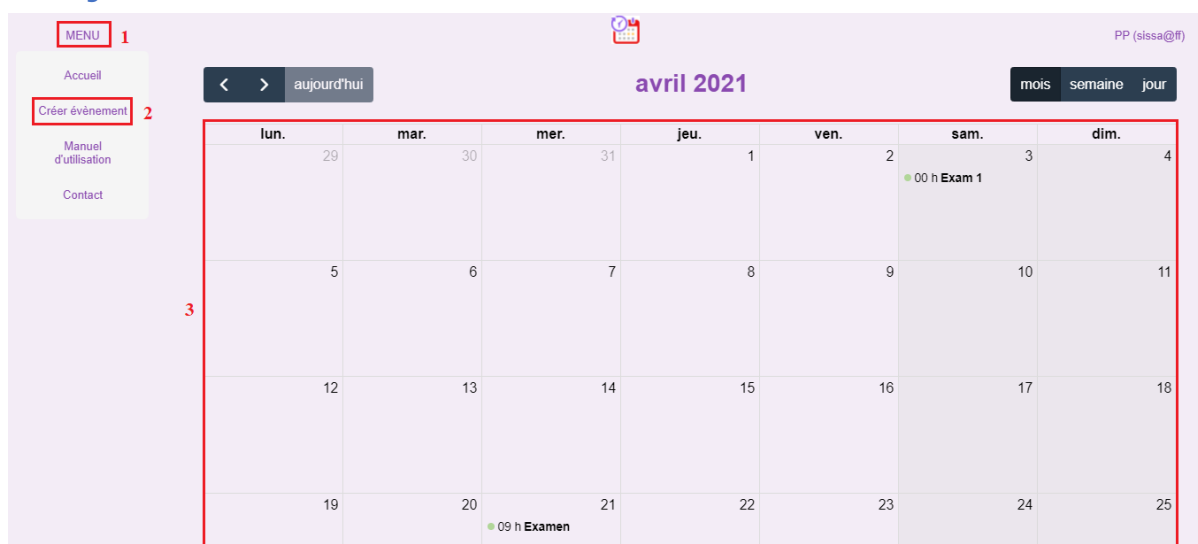 MENU 1
PP (sissa@ff)
Accueil
Créer évènement 2
Manuel
d'utilisation
Contact
aujourd'hui
avril 2021
mois semaine jour
lun. mar. mer. jeu. ven. sam. dim.
29 30 31 1 2 3 4
00 h Exam 1
5 6 7 8 9 10 11
3
12 13 14 15 16 17 18
19 20 21 22 23 24 25
09 h Examen